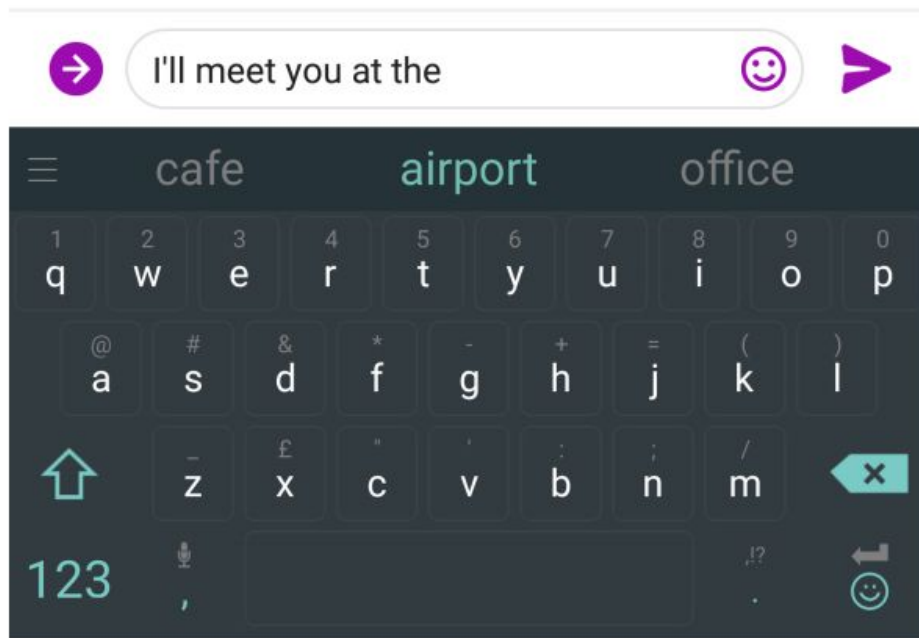 I'll meet you at the
cafe airport office
1 2 3 4 5 6 7 8 9 0
q w e r t y u i o p
@ # & * - + = ( )
a s d f g h j k l
_ £ " ' : ; /
z x c v b n m
123 , ,!? .